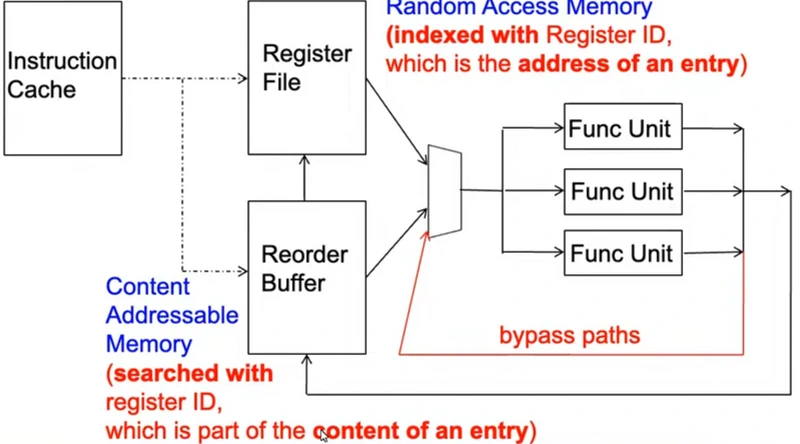 Random Access Memory
(indexed with Register ID,
which is the address of an entry)
Instruction
Cache
Register
File
Func Unit
Func Unit
Func Unit
Reorder
Buffer
Content
Addressable
Memory
(searched with
register ID,
which is part of the content of an entry)
bypass paths